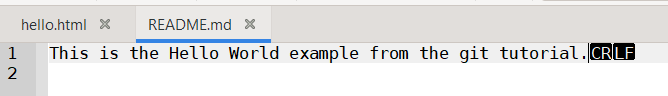 hello.html README.md
1 This is the Hello World example from the git tutorial.CRLF
2